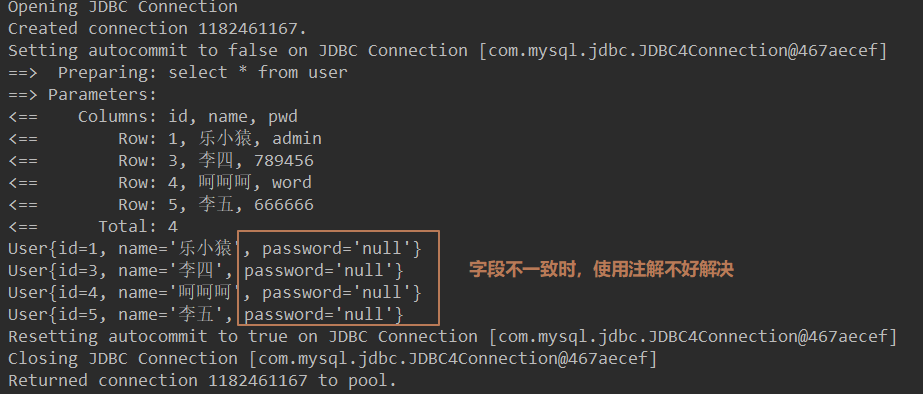 Opening JDBC Connection
Created connection 1182461167.
Setting autocommit to false on JDBC Connection [com.mysql.jdbc.JDBC4Connection@467aecef]
==>  Preparing: select * from user
==> Parameters:
<==    Columns: id, name, pwd
<==        Row: 1, 乐小猿, admin
<==        Row: 3, 李四, 789456
<==        Row: 4, 呵呵呵, word
<==        Row: 5, 李五, 666666
<==      Total: 4
User{id=1, name='乐小猿', password='null'}
User{id=3, name='李四', password='null'}
字段不一致时，使用注解不好解决
User{id=4, name='呵呵呵', password='null'}
User{id=5, name='李五', password='null'}
Resetting autocommit to true on JDBC Connection [com.mysql.jdbc.JDBC4Connection@467aecef]
Closing JDBC Connection [com.mysql.jdbc.JDBC4Connection@467aecef]
Returned connection 1182461167 to pool.